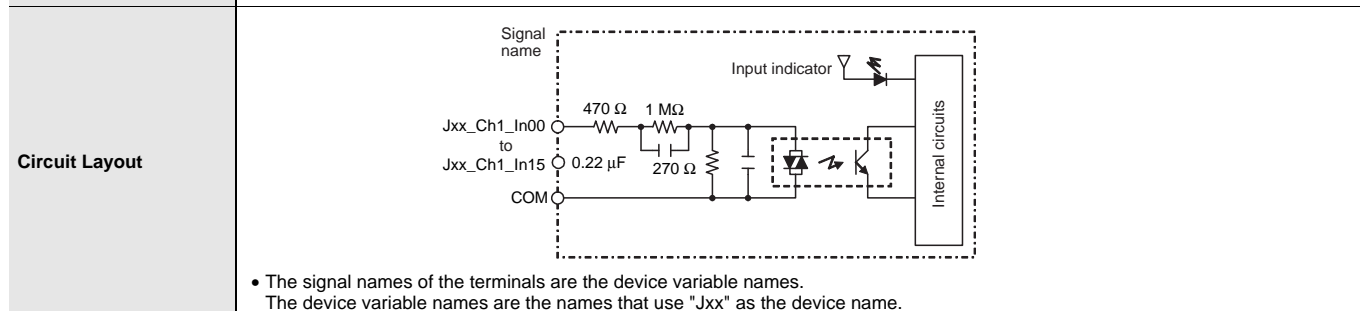 Circuit Layout
Signal
name
Input indicator
470 Ω 1 MΩ
Jxx_Ch1_In00
to
Jxx_Ch1_In15
0.22 µF
270 Ω
COM
Internal circuits
• The signal names of the terminals are the device variable names.
The device variable names are the names that use "Jxx" as the device name.